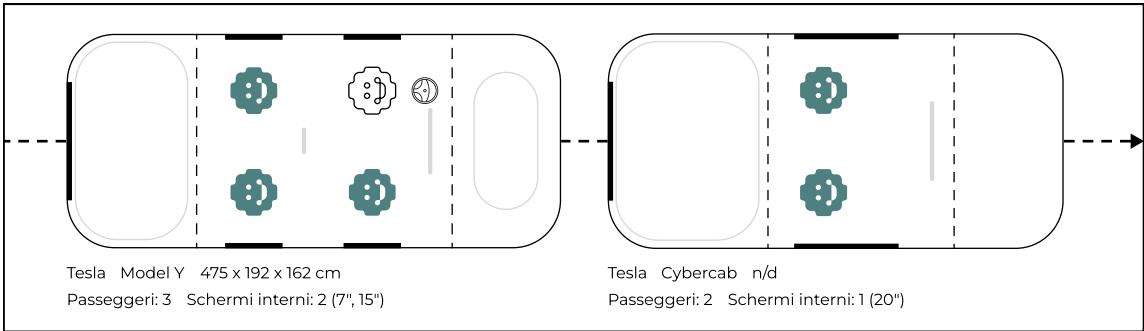 Tesla Model Y 475 x 192 x 162 cm
Passeggeri: 3 Schermi interni: 2 (7", 15")
Tesla Cybercab n/d
Passeggeri: 2 Schermi interni: 1 (20")